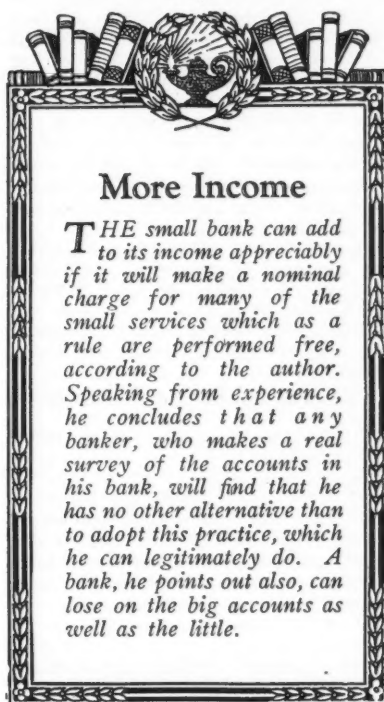 More Income
THE small bank can add
to its income appreciably
if it will make a nominal
charge for many of the
small services which as a
rule are performed free,
according to the author.
Speaking from experience,
he concludes that any
banker, who makes a real
survey of the accounts in
his bank, will find that he
has no other alternative than
to adopt this practice, which
he can legitimately do. A
bank, he points out also, can
lose on the big accounts as
well as the little.